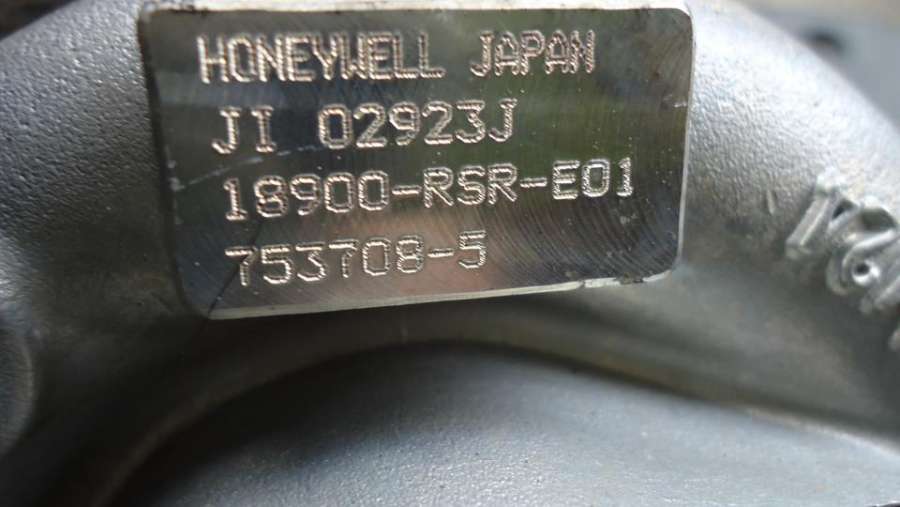 HONEYWELL JAPAN
JI 02923J
18900-RSR-E01
753708-5